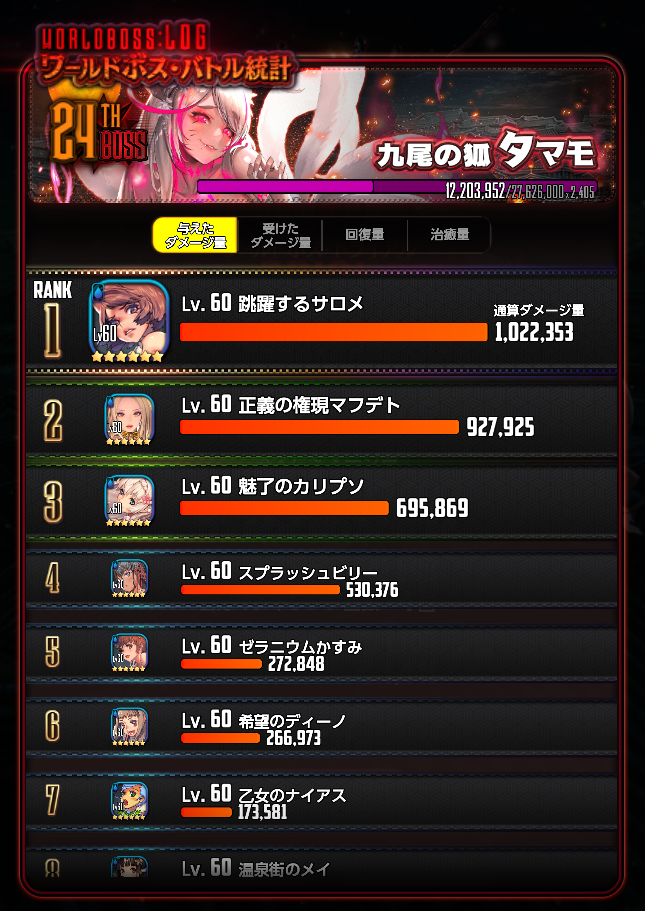 WORLDBOSS:LOG
ワールドボス・バトル統計
24TH BOSS
九尾の狐 タマモ
12,203,952/27,626,000 x 2,405
与えた ダメージ量
受けた ダメージ量
回復量
治癒量
RANK
1
Lv60
Lv. 60 跳躍するサロメ
通算ダメージ量
1,022,353
2
Lv. 60 正義の権現マフデト
927,925
3
Lv. 60 魅了のカリプソ
695,869
4
Lv. 60 スプラッシュビリー
530,376
5
Lv. 60 ゼラニウムかすみ
272,848
6
Lv. 60 希望のディーノ
266,973
7
Lv. 60 乙女のナイアス
173,581
8
Lv. 60 温泉街のメイ